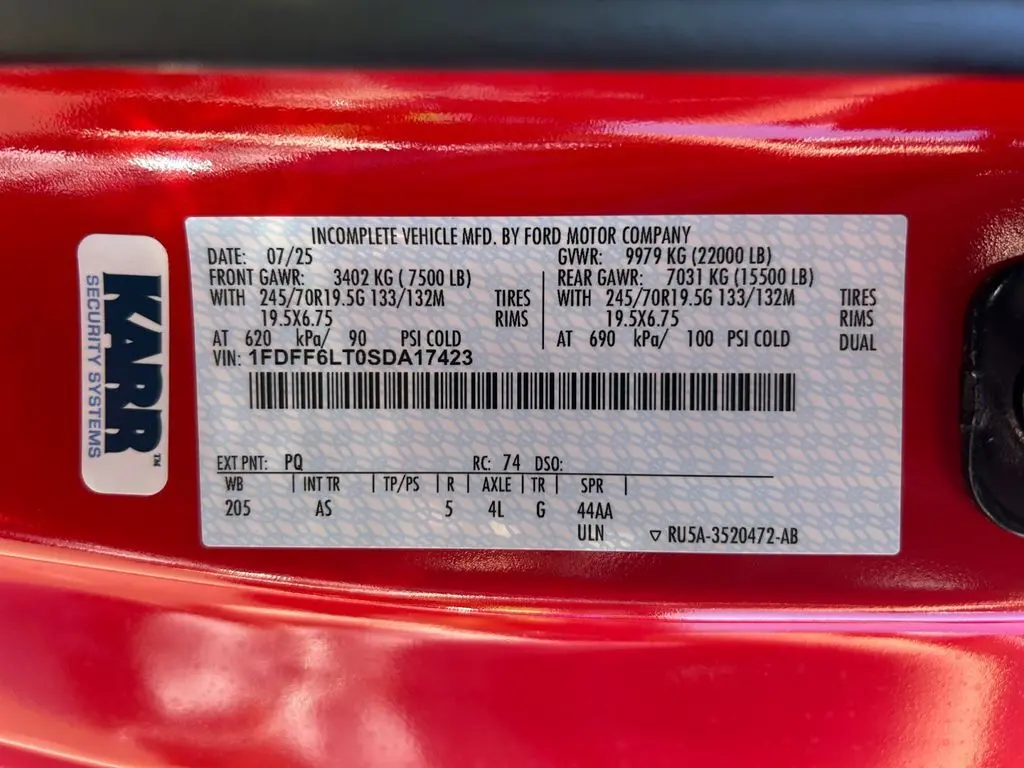 KARR™
SECURITY SYSTEMS
INCOMPLETE VEHICLE MFD. BY FORD MOTOR COMPANY
DATE: 07/25 GVWR: 9979 KG (22000 LB)
FRONT GAWR: 3402 KG ( 7500 LB) REAR GAWR: 7031 KG (15500 LB)
WITH 245/70R19.5G 133/132M TIRES WITH 245/70R19.5G 133/132M TIRES
19.5X6.75 RIMS 19.5X6.75 RIMS
AT 620 kPa/ 90 PSI COLD AT 690 kPa/ 100 PSI COLD DUAL
VIN: 1FDFF6LT0SDA17423
EXT PNT: PQ RC: 74 DSO:
WB | INT TR | TP/PS | R | AXLE | TR | SPR |
205 AS 5 4L G 44AA
ULN ▽ RU5A-3520472-AB